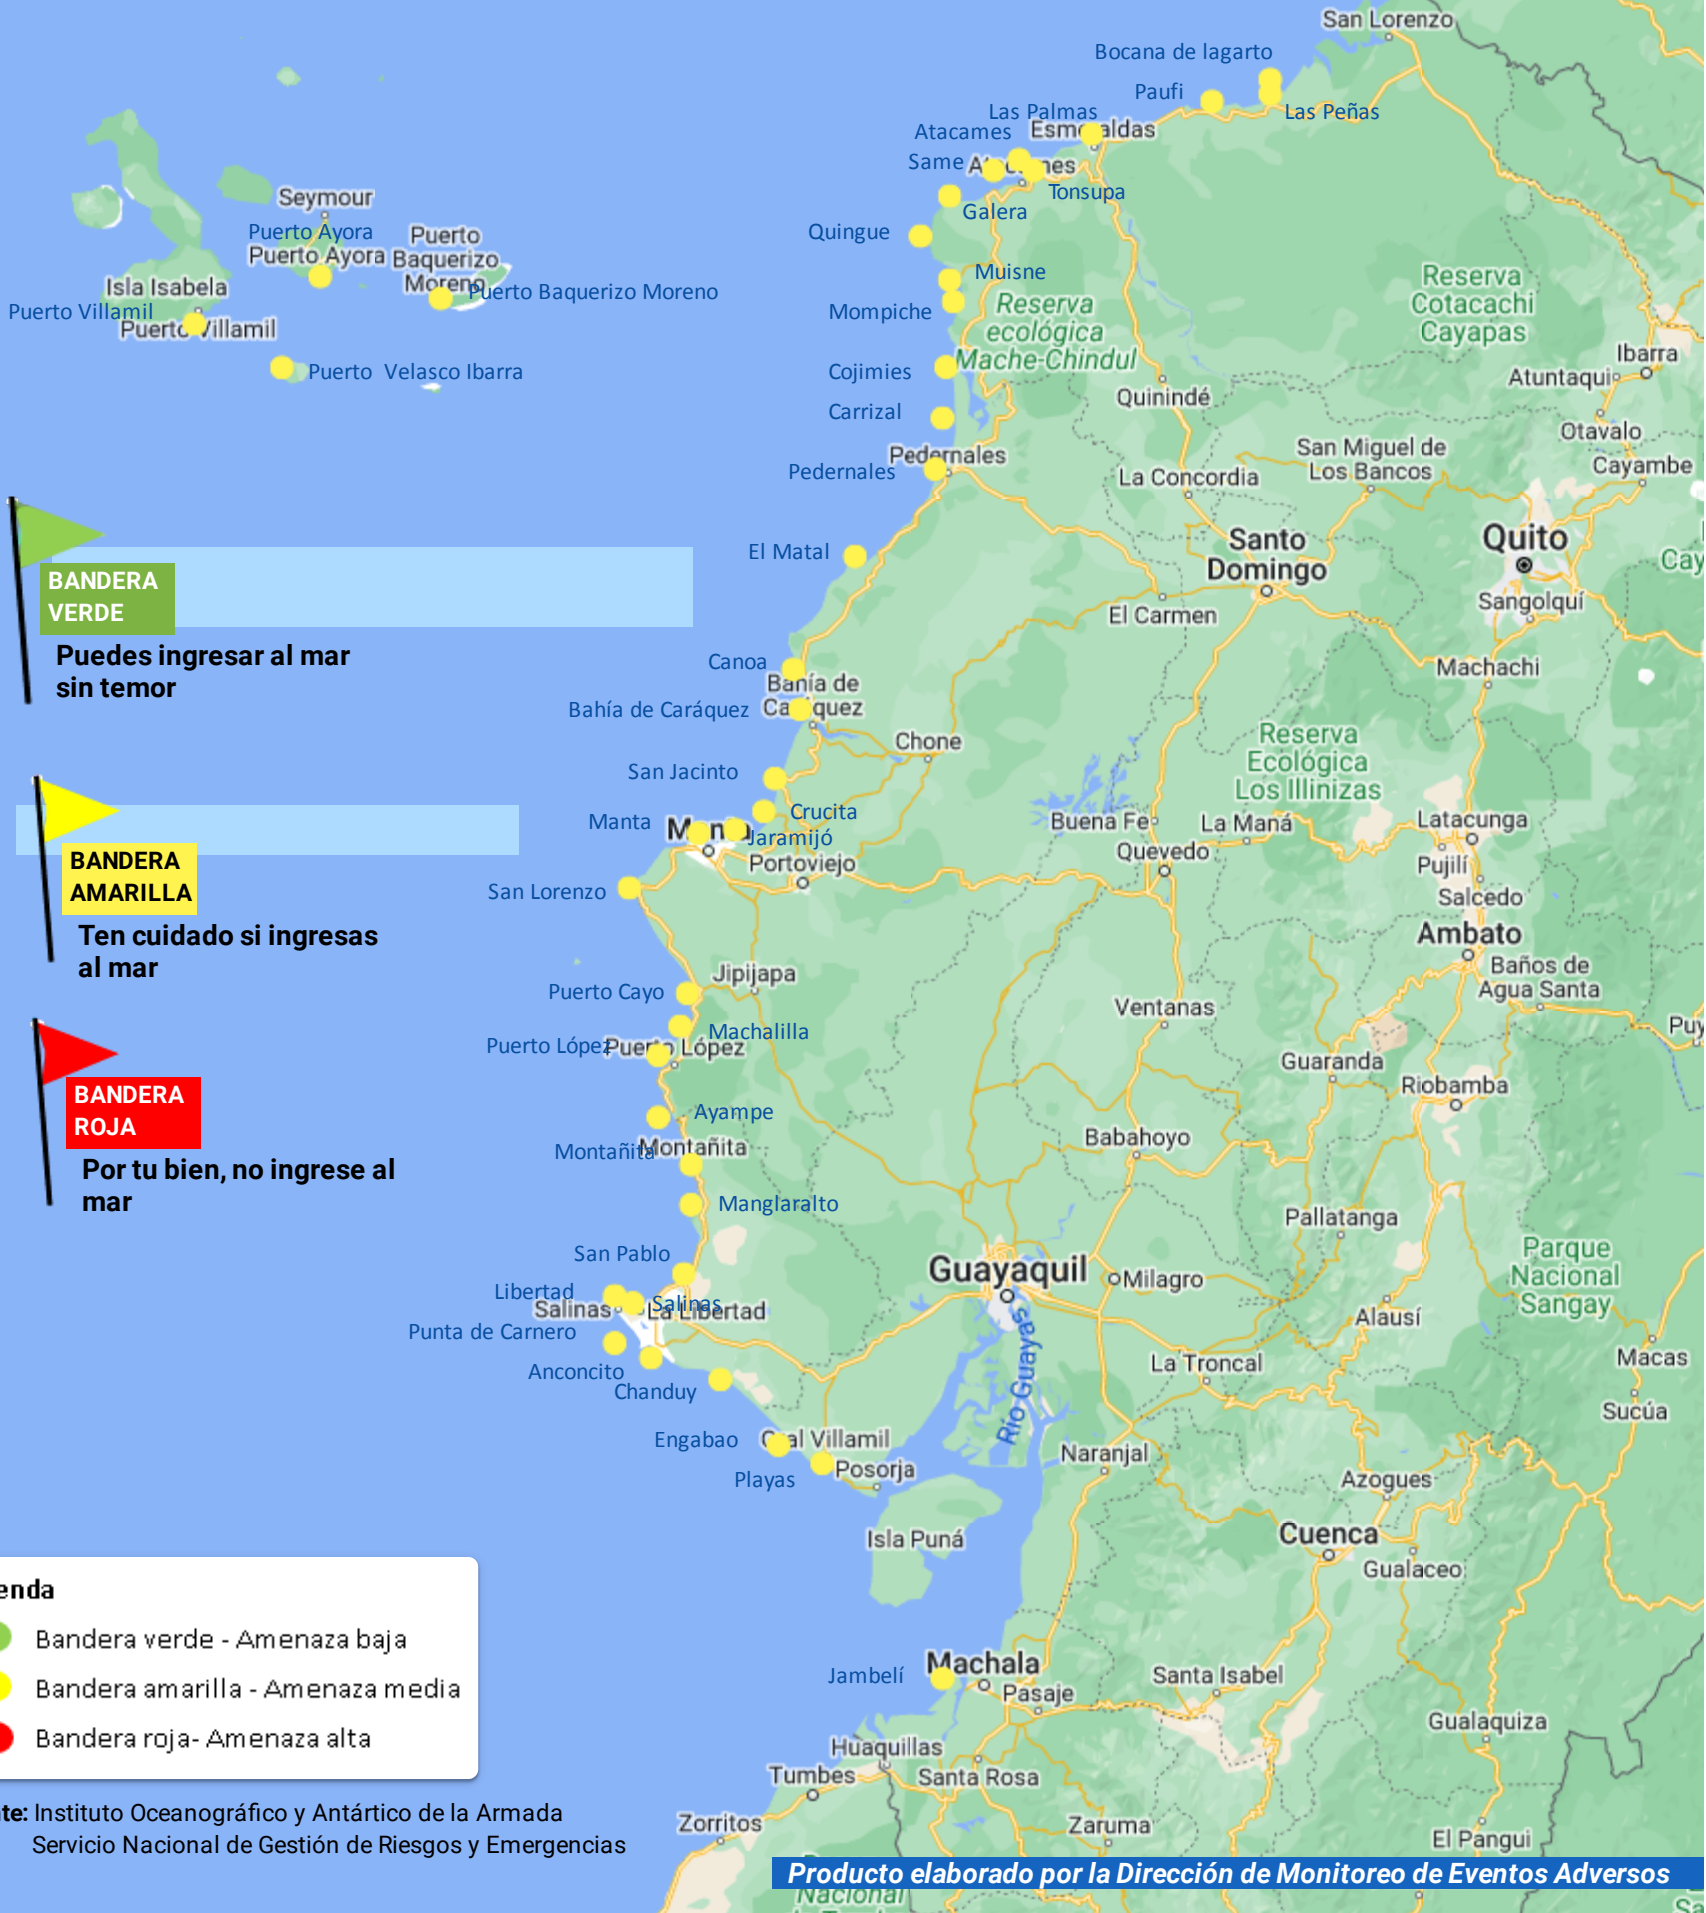 San Lorenzo
Bocana de lagarto
Paufi
Las Peñas
Las Palmas
Atacames
Same
Tonsupa
Galera
Quingue
Muisne
Mompiche
Reserva
ecológica
Mache-Chindul
Reserva
Cotacachi
Cayapas
Ibarra
Atuntaqui
Otavalo
Cayambe
Cojimies
Carrizal
Quinindé
Pedernales
Pedernales
La Concordia
San Miguel de
Los Bancos
Seymour
Puerto Ayora
Puerto Ayora
Puerto
Baquerizo
Moreno
Puerto Baquerizo Moreno
Isla Isabela
Puerto Villamil
Puerto Villamil
Puerto Velasco Ibarra
BANDERA
VERDE
Puedes ingresar al mar
sin temor
El Matal
Santo
Domingo
Quito
Sangolquí
El Carmen
Machachi
Canoa
Bahía de
Bahía de Caráquez
Chone
San Jacinto
Crucita
Manta
Jaramijó
Portoviejo
San Lorenzo
Reserva
Ecológica
Los Illinizas
Buena Fe
La Maná
Quevedo
Latacunga
Pujilí
Salcedo
Ambato
Baños de
Agua Santa
BANDERA
AMARILLA
Ten cuidado si ingresas
al mar
Jipijapa
Puerto Cayo
Machalilla
Puerto López
Puerto López
Ayampe
Montañita
Montañita
Manglaralto
Ventanas
Guaranda
Riobamba
Babahoyo
BANDERA
ROJA
Por tu bien, no ingrese al
mar
San Pablo
Libertad
Salinas
Salinas
La Libertad
Punta de Carnero
Anconcito
Chanduy
Engabao
Playas
Posorja
Guayaquil
Milagro
Río Guayas
Pallatanga
Parque
Nacional
Sangay
Alausí
Macas
La Troncal
Sucúa
Naranjal
Azogues
Isla Puná
Cuenca
Gualaceo
Jambelí
Machala
Pasaje
Santa Isabel
Gualaquiza
Huaquillas
Tumbes
Santa Rosa
Zorritos
Zaruma
El Pangui
Bandera verde - Amenaza baja
Bandera amarilla - Amenaza media
Bandera roja- Amenaza alta
Instituto Oceanográfico y Antártico de la Armada
Servicio Nacional de Gestión de Riesgos y Emergencias
Producto elaborado por la Dirección de Monitoreo de Eventos Adversos
Nacional